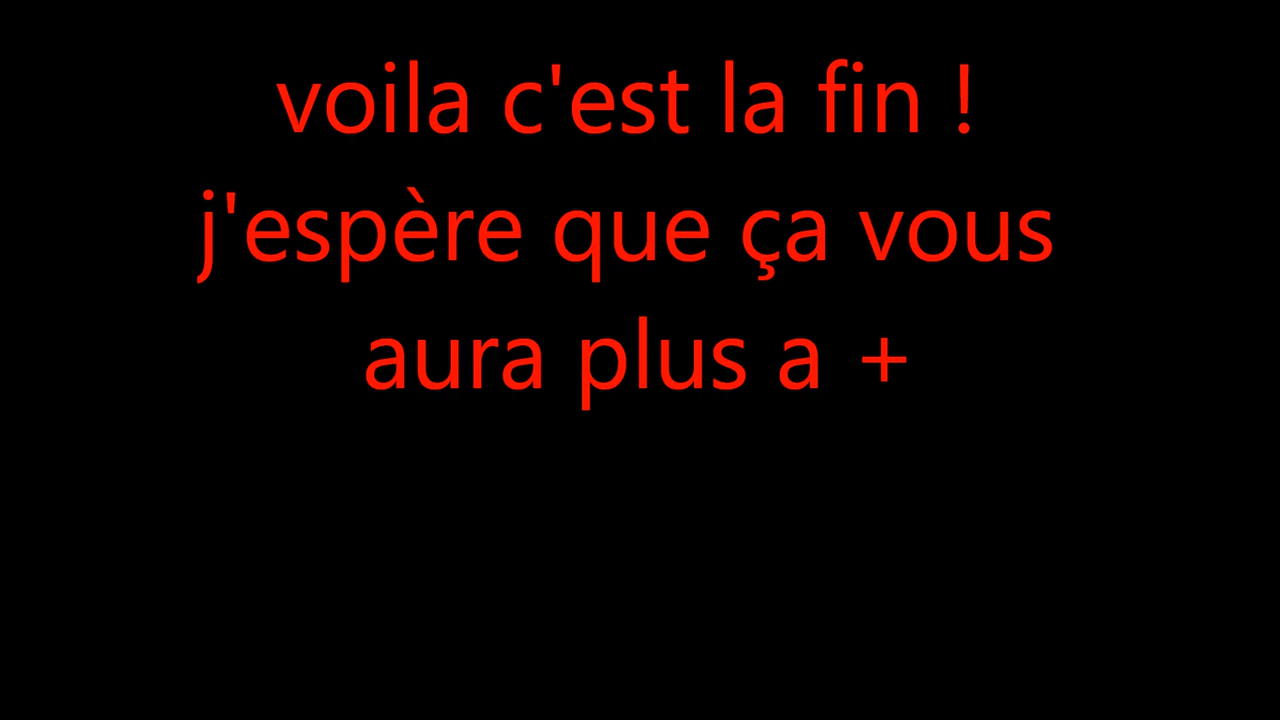 voila c'est la fin !
j'espère que ça vous
aura plus a +